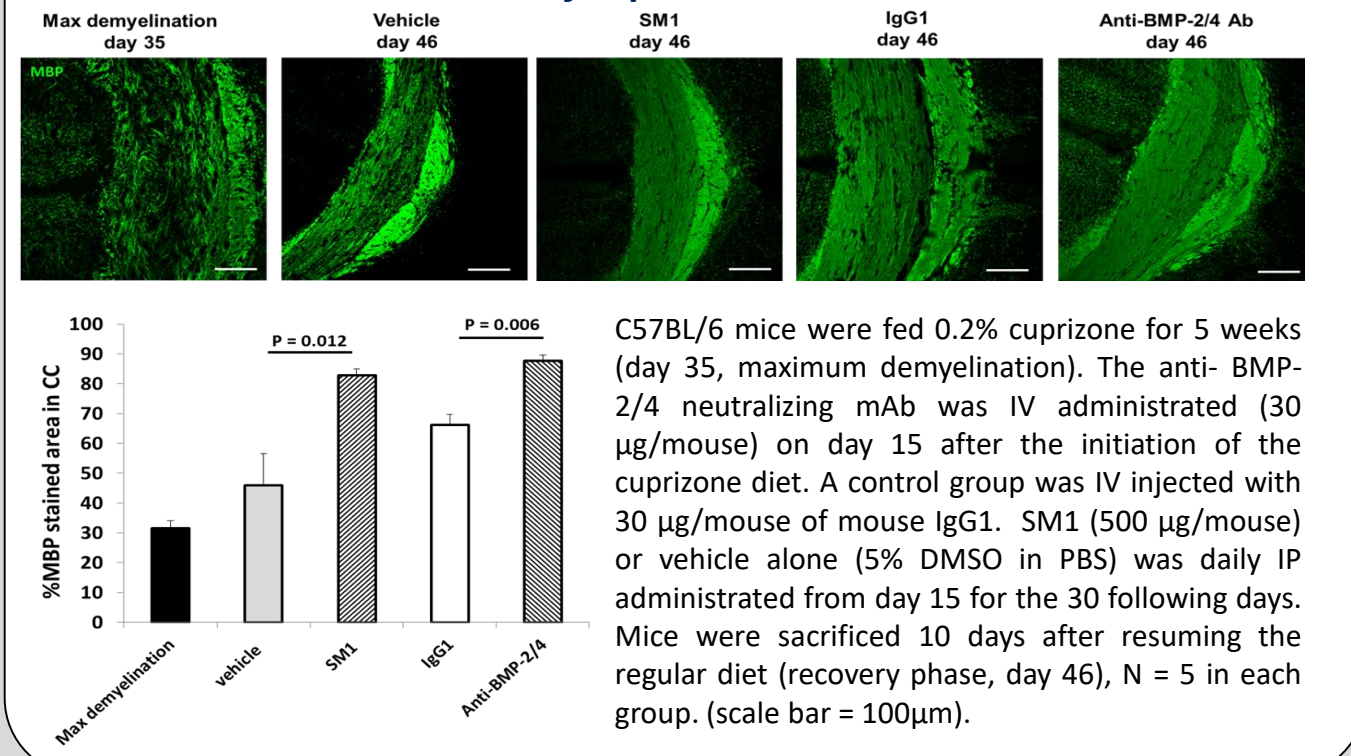 Max demyelination
day 35
Vehicle
day 46
SM1
day 46
IgG1
day 46
Anti-BMP-2/4 Ab
day 46
MBP
%MBP stained area in CC
100
90
80
70
60
50
40
30
20
10
0
P = 0.012
P = 0.006
Max demyelination
vehicle
SM1
IgG1
Anti-BMP-2/4
C57BL/6 mice were fed 0.2% cuprizone for 5 weeks
(day 35, maximum demyelination). The anti- BMP-
2/4 neutralizing mAb was IV administrated (30
µg/mouse) on day 15 after the initiation of the
cuprizone diet. A control group was IV injected with
30 µg/mouse of mouse IgG1. SM1 (500 µg/mouse)
or vehicle alone (5% DMSO in PBS) was daily IP
administrated from day 15 for the 30 following days.
Mice were sacrificed 10 days after resuming the
regular diet (recovery phase, day 46), N = 5 in each
group. (scale bar = 100µm).